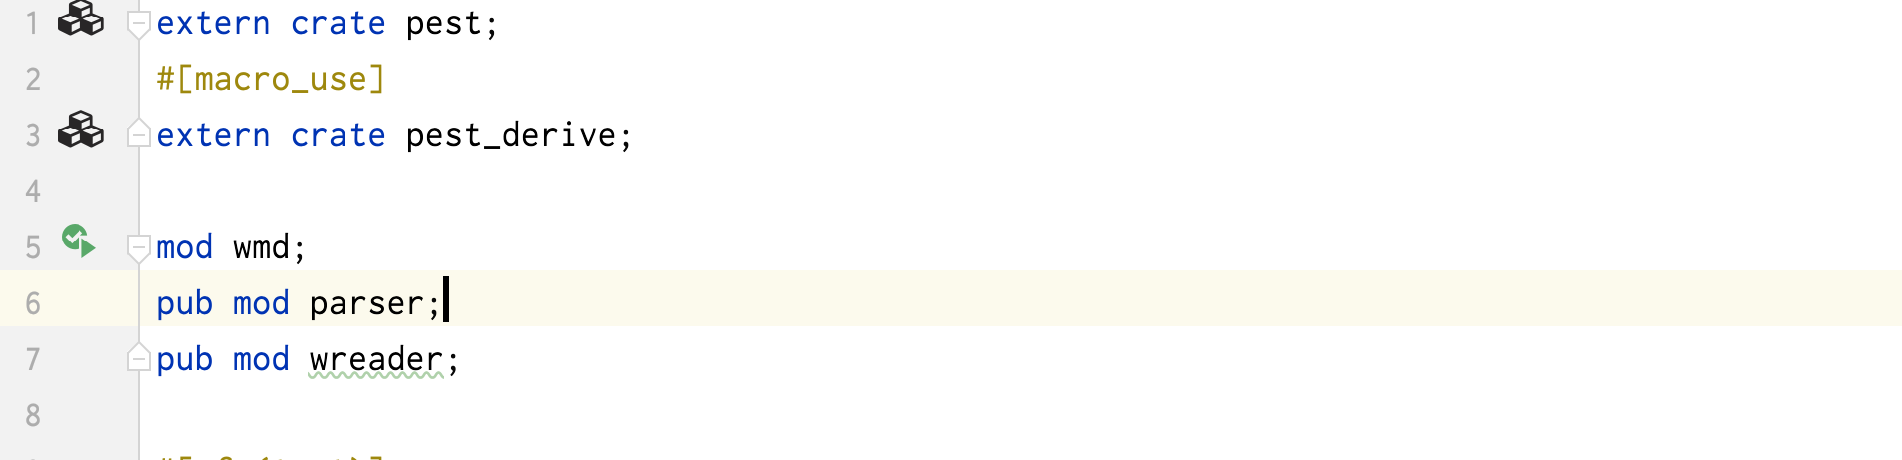 1 extern crate pest;
2 #[macro_use]
3 extern crate pest_derive;
4
5 mod wmd;
6 pub mod parser;
7 pub mod wreader;
8